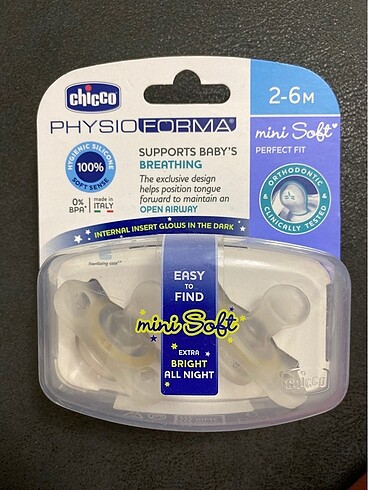 chicco
2-6M
PHYSIOFORMA®
mini Soft
PERFECT FIT
HYGIENIC SILICONE
100%
SOFT SENSE
SUPPORTS BABY'S
BREATHING
The exclusive design
helps position tongue
forward to maintain an
OPEN AIRWAY
0%
BPA*
made in
ITALY
ORTHODONTIC
CLINICALLY TESTED
INTERNAL INSERT GLOWS IN THE DARK
EASY
TO
FIND
mini Soft
EXTRA
BRIGHT
ALL NIGHT
chicco